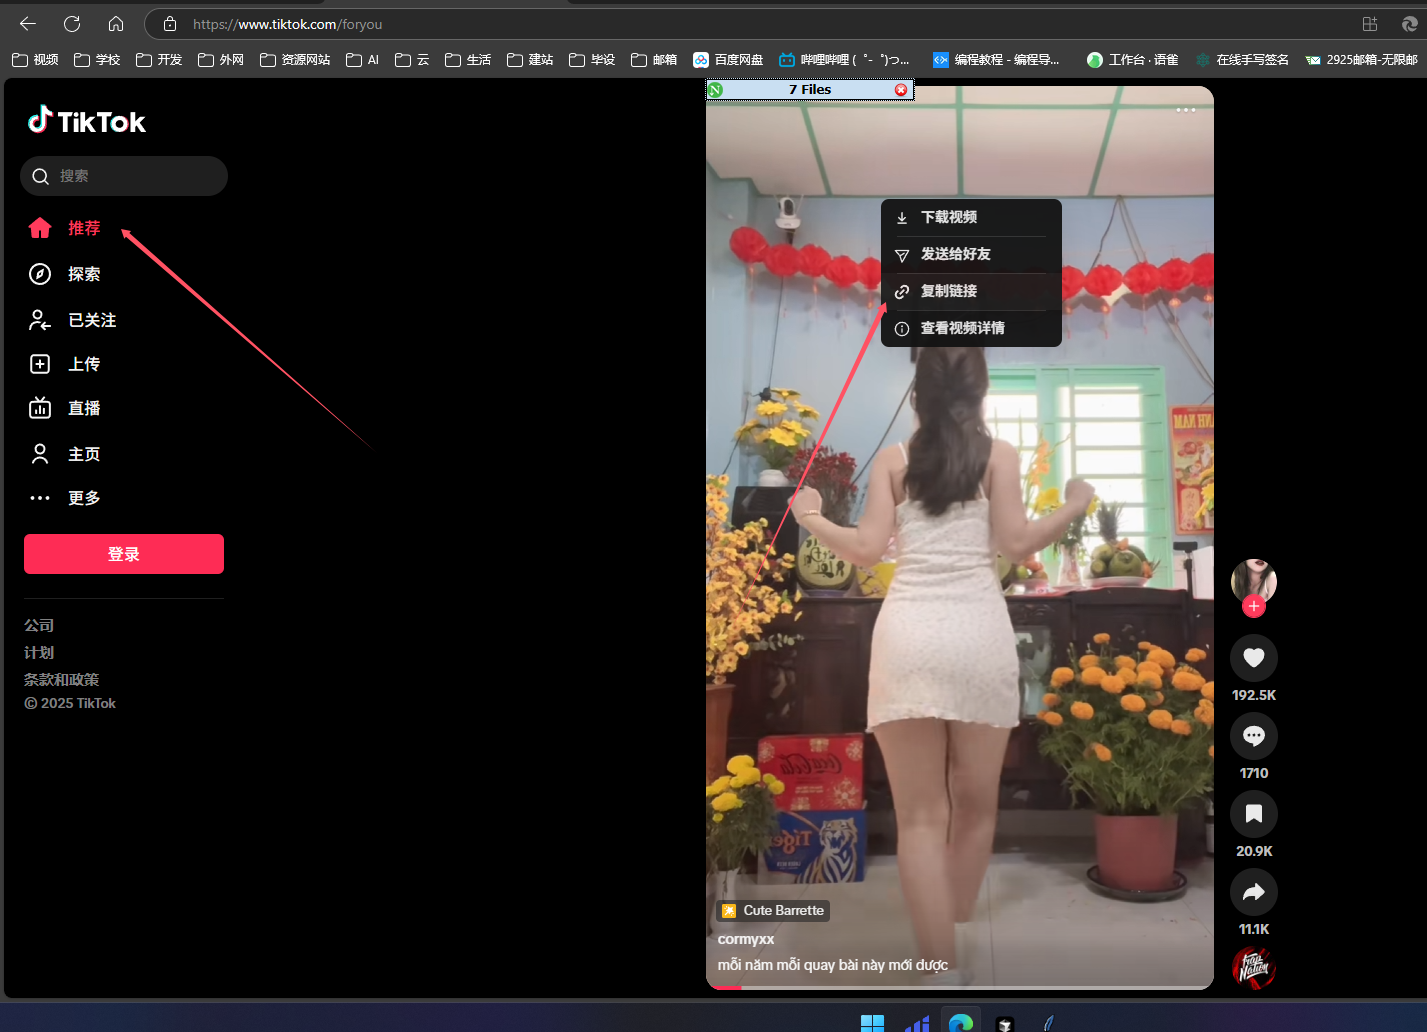 https://www.tiktok.com/foryou
视频 学校 开发 外网 资源网站 AI 云 生活 建站 毕设 邮箱 百度网盘 哔哩哔哩 (゜-゜)つ... 编程教程 - 编程导... 工作台 · 语雀 在线手写签名 2925邮箱-无限邮
TikTok
搜索
推荐
探索
已关注
上传
直播
主页
更多
登录
公司
计划
条款和政策
© 2025 TikTok
7 Files
下载视频
发送给好友
复制链接
查看视频详情
Coca-Cola
Tiger
Cute Barrette
cormyxx
mỗi năm mỗi quay bài này mới dược
192.5K
1710
20.9K
11.1K
Trap Nation